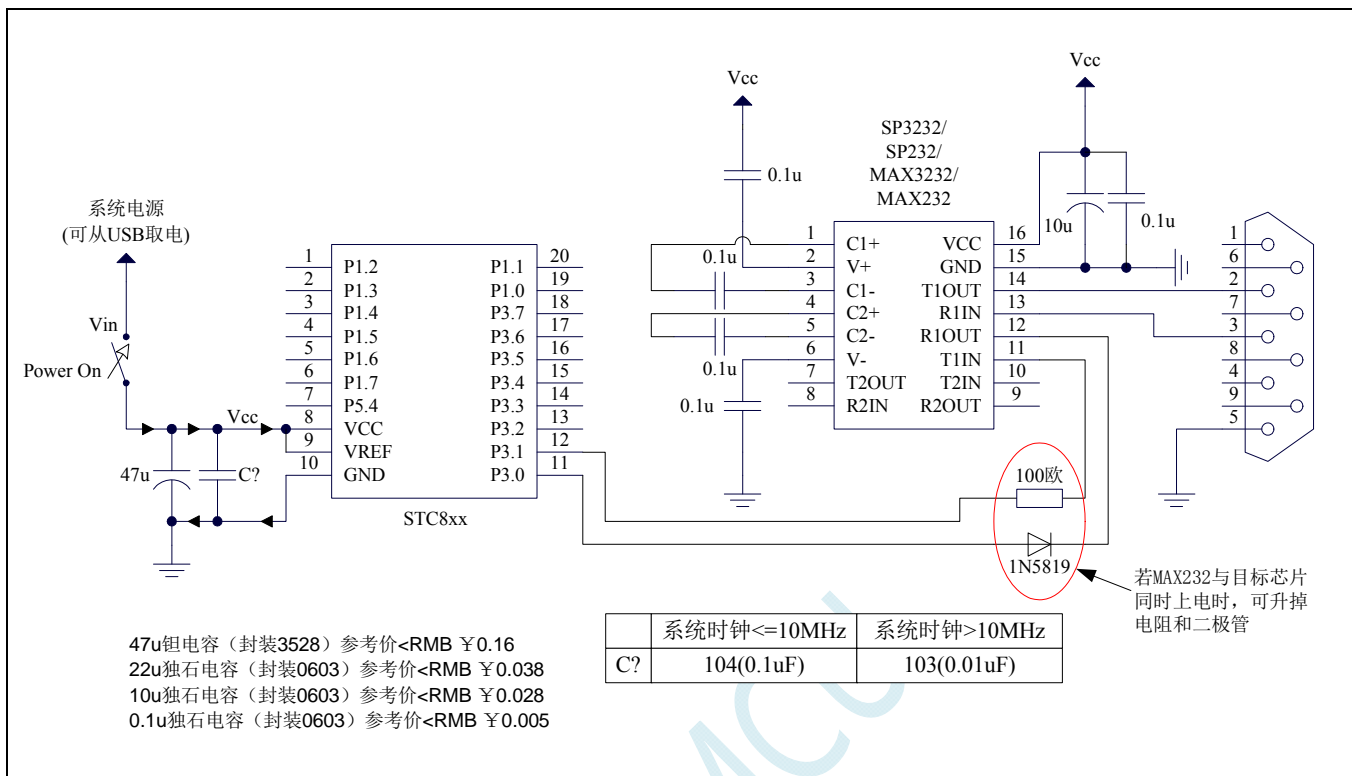 系统电源
(可从USB取电)
Vin
Power On
Vcc
47u
C?
1
2
3
4
5
6
7
8
9
10
P1.2
P1.3
P1.4
P1.5
P1.6
P1.7
P5.4
VCC
VREF
GND
P1.1
P1.0
P3.7
P3.6
P3.5
P3.4
P3.3
P3.2
P3.1
P3.0
20
19
18
17
16
15
14
13
12
11
STC8xx
Vcc
0.1u
0.1u
0.1u
0.1u
SP3232/
SP232/
MAX3232/
MAX232
1
2
3
4
5
6
7
8
C1+
V+
C1-
C2+
C2-
V-
T2OUT
R2IN
VCC
GND
T1OUT
R1IN
R1OUT
T1IN
T2IN
R2OUT
16
15
14
13
12
11
10
9
Vcc
10u
0.1u
1
6
2
7
3
8
4
9
5
100欧
1N5819
若MAX232与目标芯片
同时上电时，可升掉
电阻和二极管
系统时钟<=10MHz 系统时钟>10MHz
C? 104(0.1uF) 103(0.01uF)
47u钽电容（封装3528）参考价<RMB ￥0.16
22u独石电容（封装0603）参考价<RMB ￥0.038
10u独石电容（封装0603）参考价<RMB ￥0.028
0.1u独石电容（封装0603）参考价<RMB ￥0.005
MCU